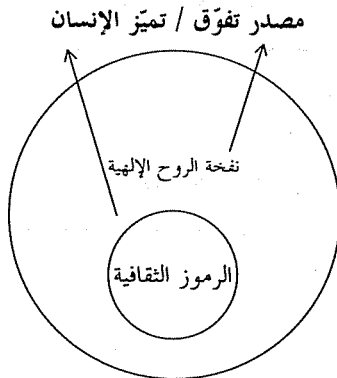 مصدر تفوّق / تميّز الإنسان
نفخة الروح الإلهية
الرموز الثقافية